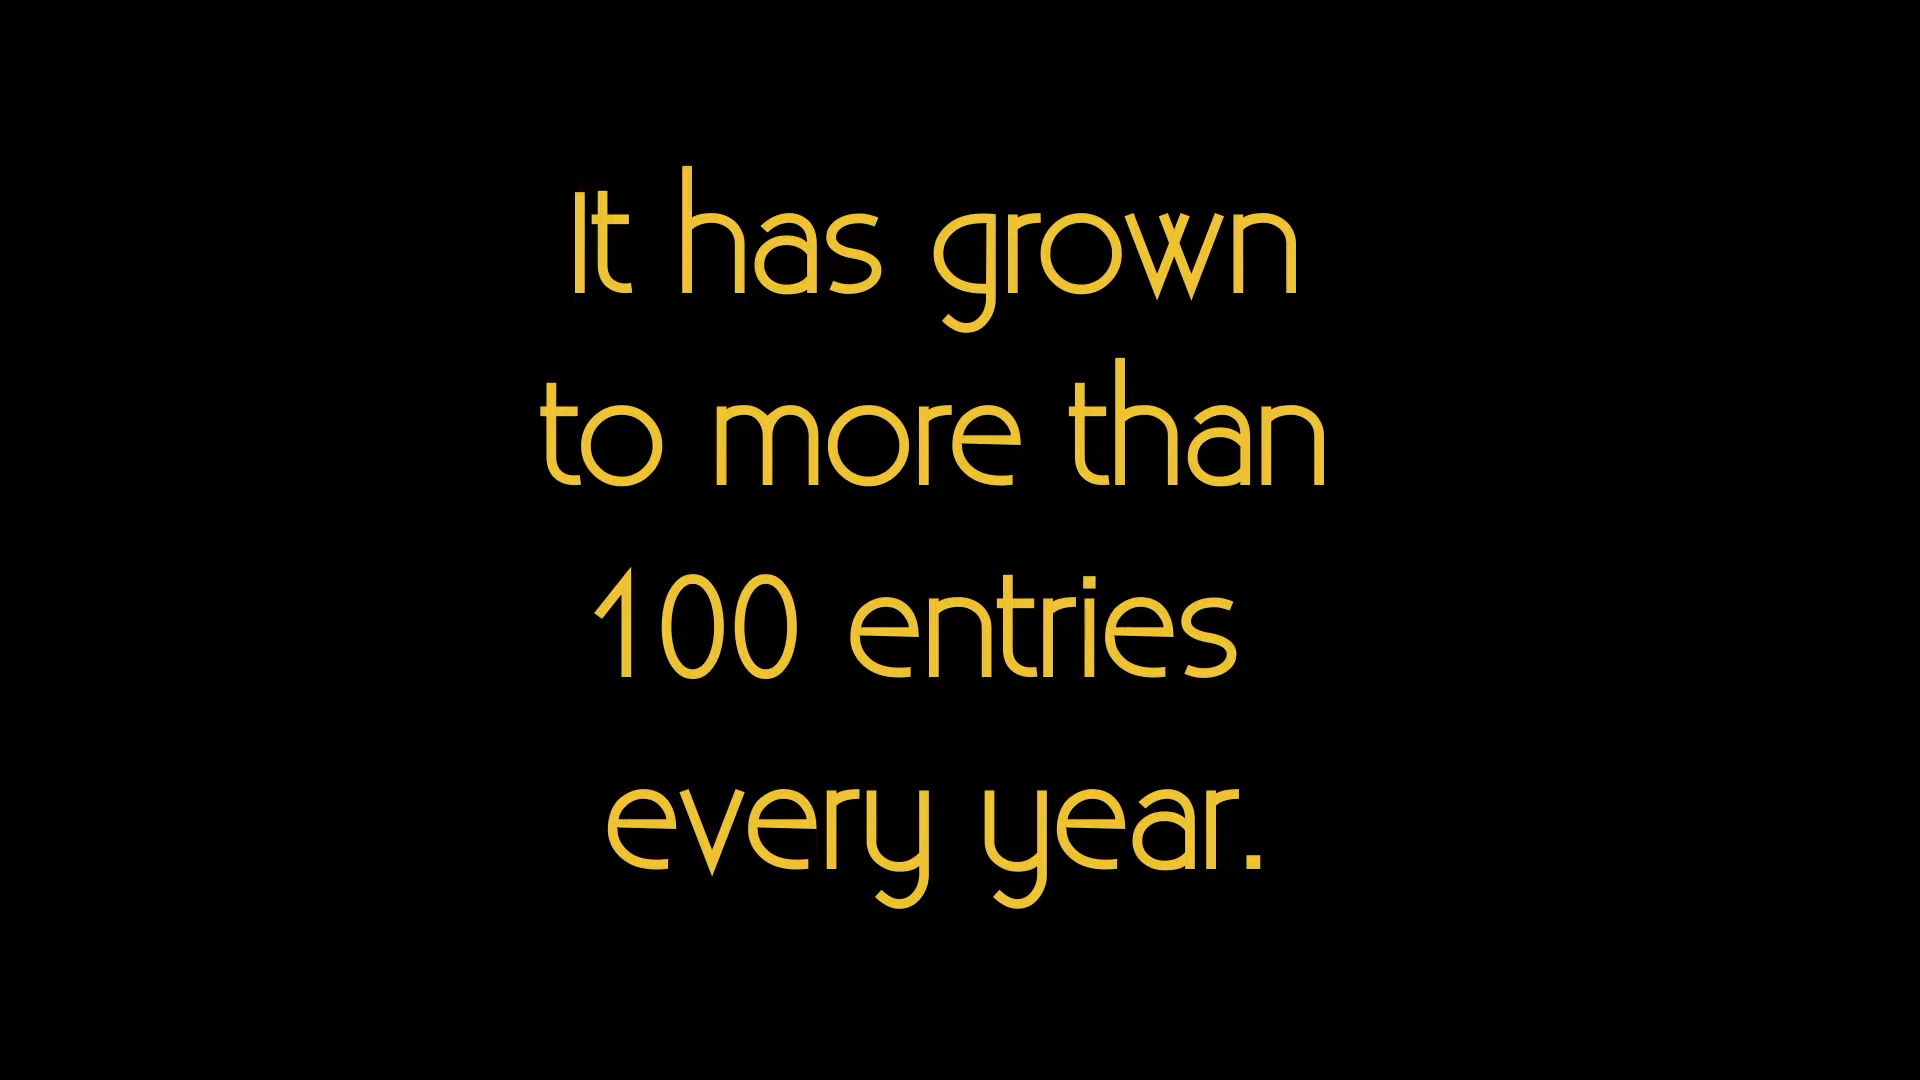 It has grown
to more than
100 entries
every year.